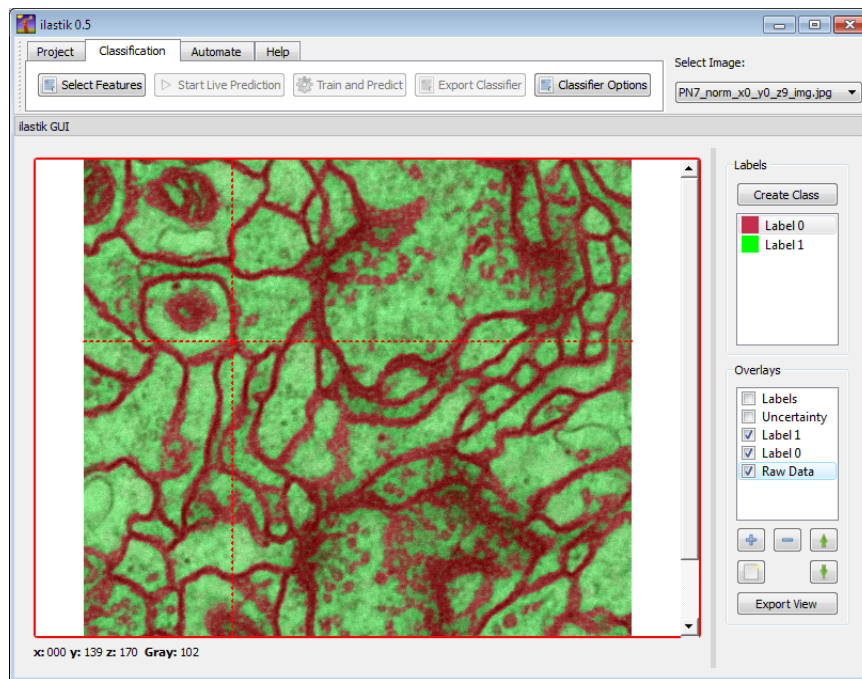 ilastik 0.5
Project Classification Automate Help
Select Features Start Live Prediction Train and Predict Export Classifier Classifier Options
Select Image:
PN7_norm_x0_y0_z9_img.jpg
ilastik GUI
Labels
Create Class
Label 0
Label 1
Overlays
Labels
Uncertainty
Label 1
Label 0
Raw Data
Export View
x: 000 y: 139 z: 170 Gray: 102